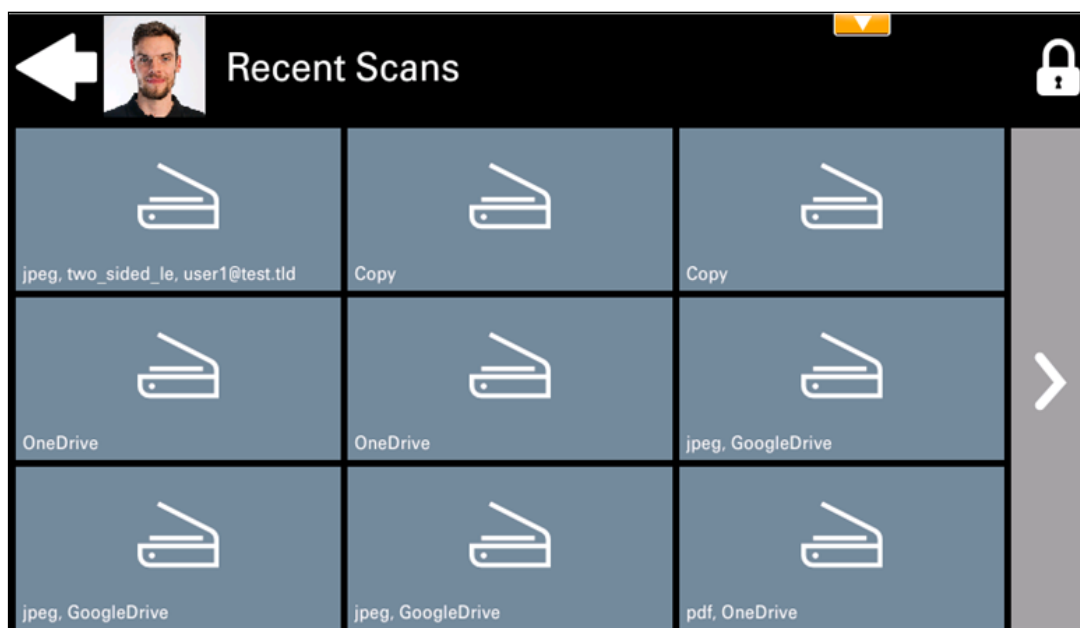 Recent Scans
jpeg, two_sided_le, user1@test.tld
Copy
Copy
OneDrive
OneDrive
jpeg, GoogleDrive
jpeg, GoogleDrive
jpeg, GoogleDrive
pdf, OneDrive